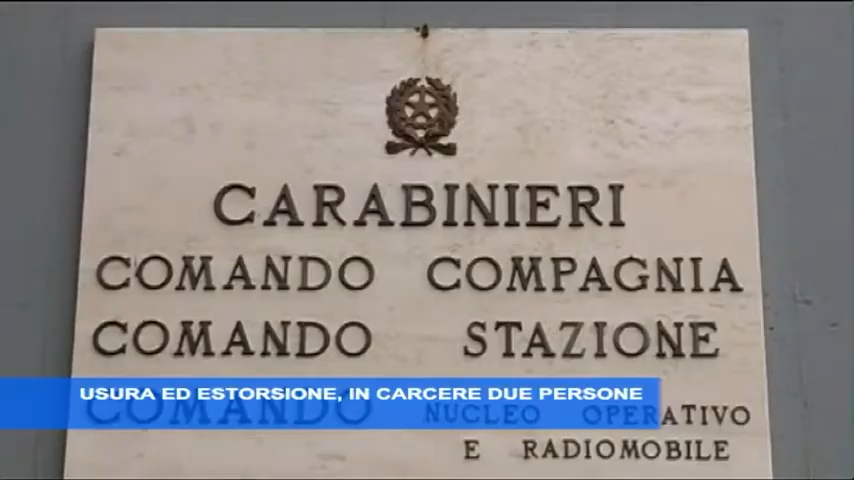 CARABINIERI
COMANDO COMPAGNIA
COMANDO STAZIONE
USURA ED ESTORSIONE, IN CARCERE DUE PERSONE
COMANDO NUCLEO OPERATIVO
E RADIOMOBILE